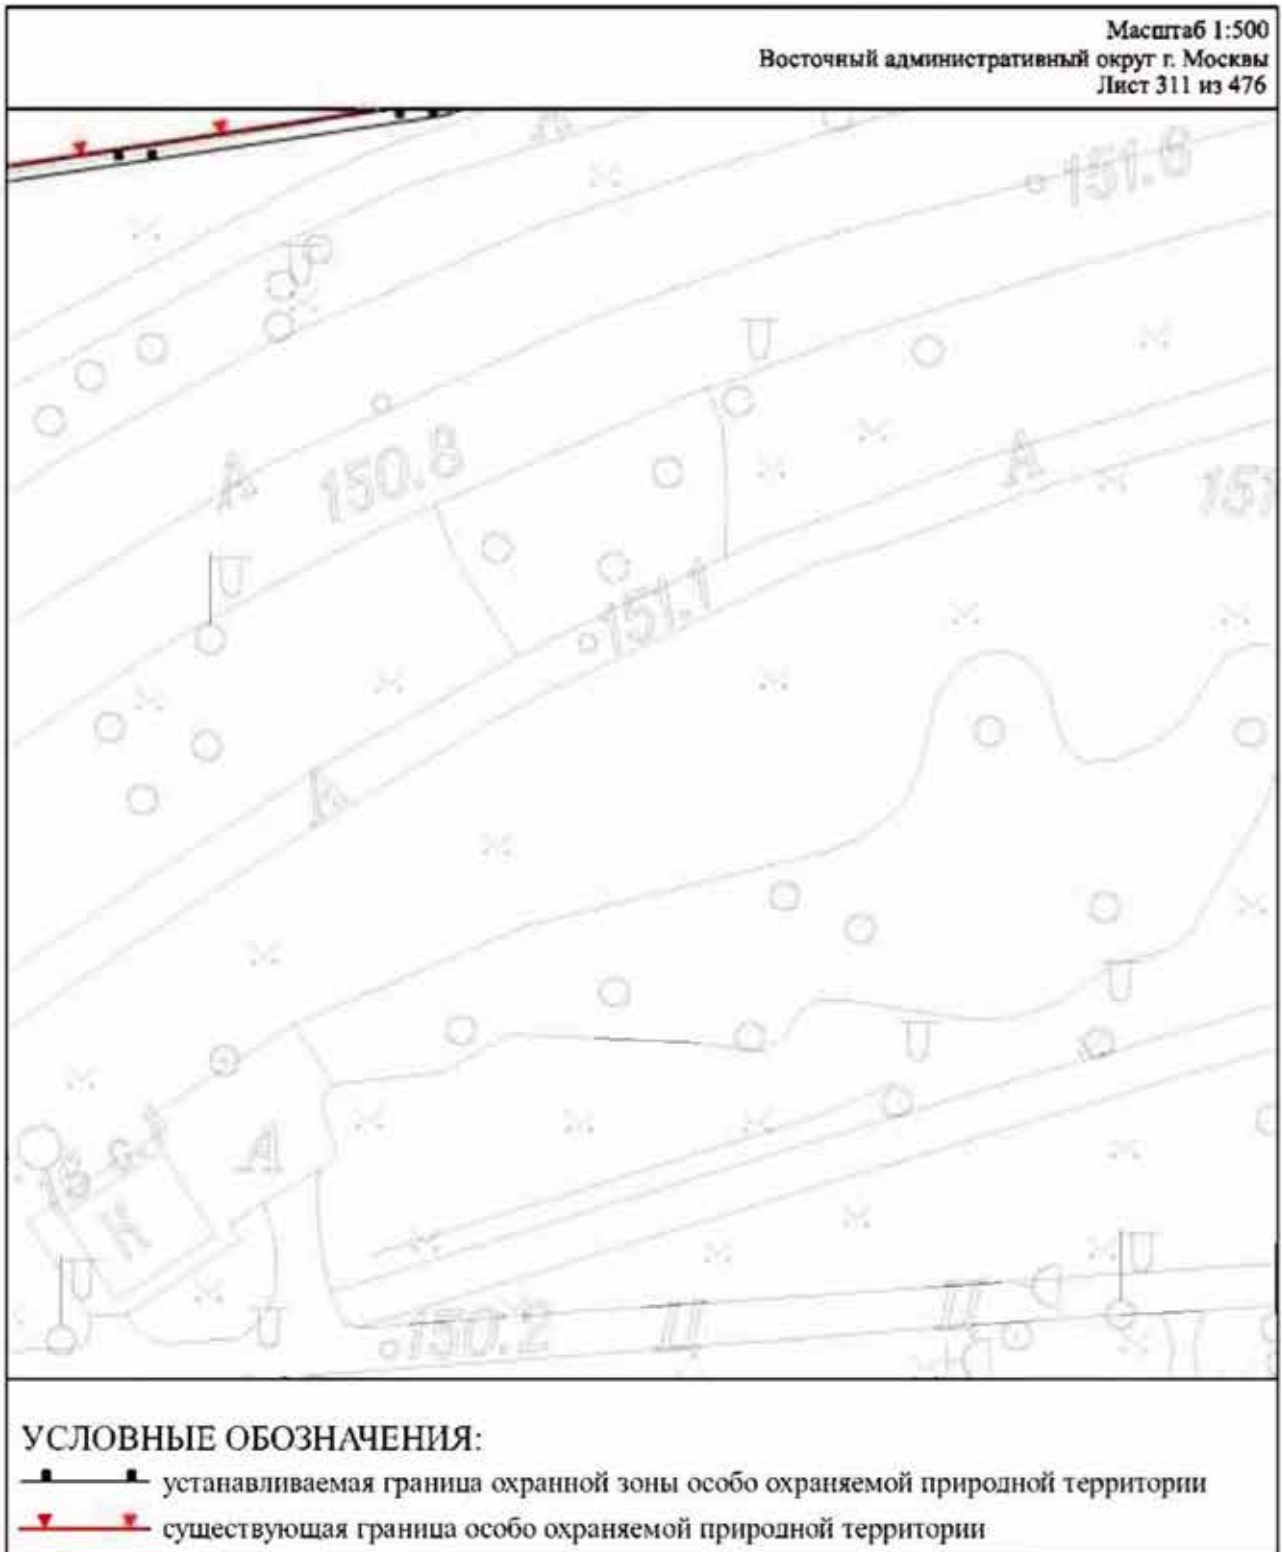 Масштаб 1:500
Восточный административный округ г. Москвы
Лист 311 из 476
А
151.6
А
150.8
А
151.1
А
А
К
150.2
Ц
Ц
УСЛОВНЫЕ ОБОЗНАЧЕНИЯ:
устанавливаемая граница охранной зоны особо охраняемой природной территории
существующая граница особо охраняемой природной территории